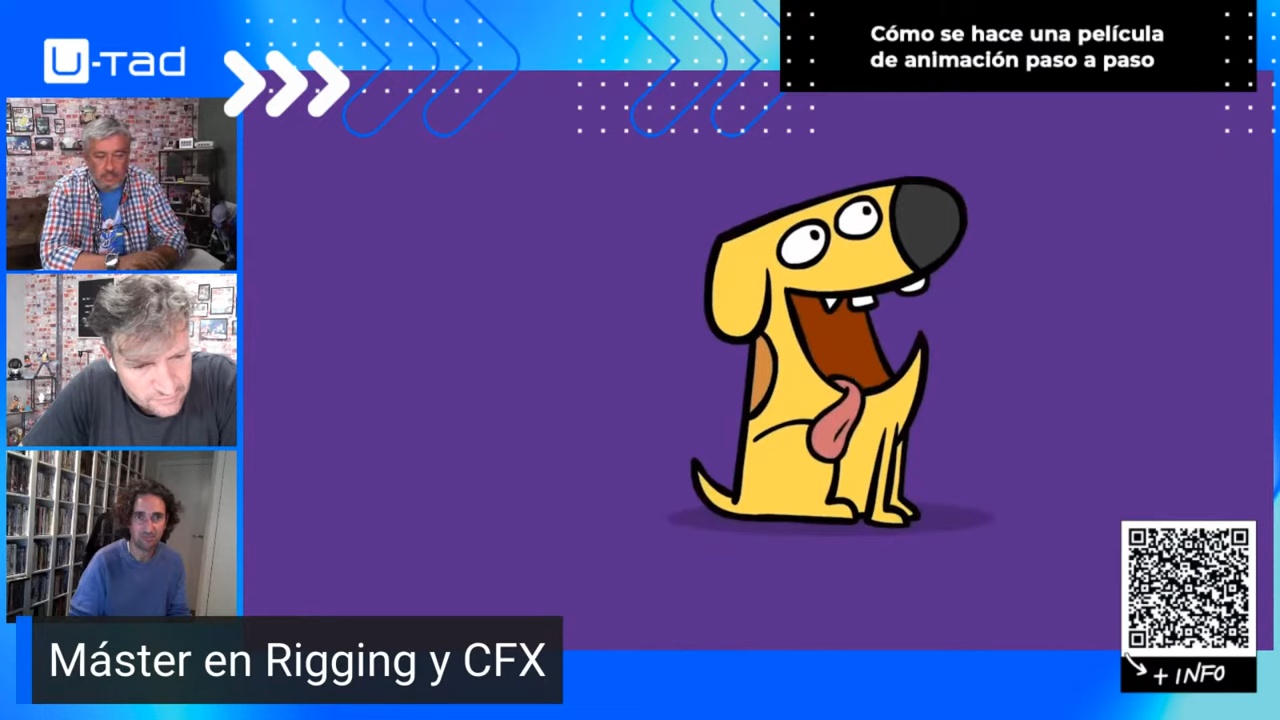 U-Tad
Cómo se hace una película
de animación paso a paso
Máster en Rigging y CFX
+ INFO